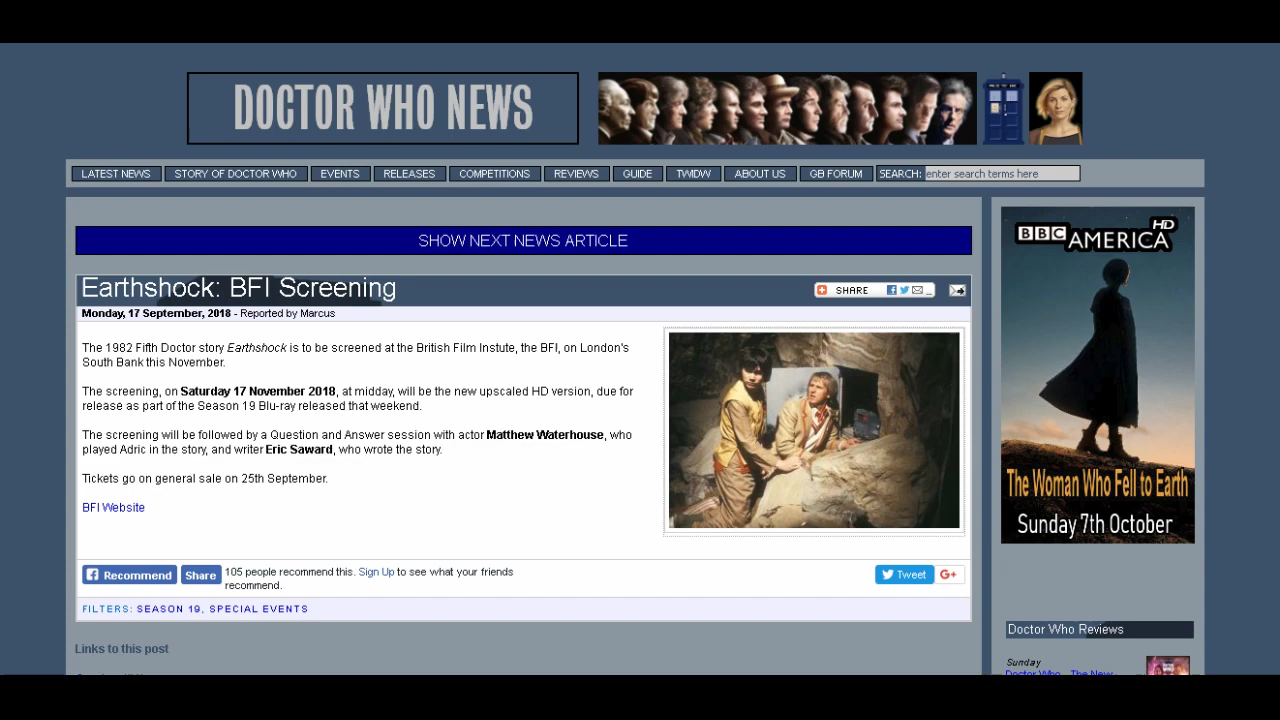 DOCTOR WHO NEWS
LATEST NEWS STORY OF DOCTOR WHO EVENTS RELEASES COMPETITIONS REVIEWS GUIDE TWIDW ABOUT US GB FORUM SEARCH: enter search terms here
SHOW NEXT NEWS ARTICLE
Earthshock: BFI Screening
SHARE
Monday, 17 September, 2018 - Reported by Marcus
The 1982 Fifth Doctor story Earthshock is to be screened at the British Film Instute, the BFI, on London's
South Bank this November.
The screening, on Saturday 17 November 2018, at midday, will be the new upscaled HD version, due for
release as part of the Season 19 Blu-ray released that weekend.
The screening will be followed by a Question and Answer session with actor Matthew Waterhouse, who
played Adric in the story, and writer Eric Saward, who wrote the story.
Tickets go on general sale on 25th September.
BFI Website
Recommend Share 105 people recommend this. Sign Up to see what your friends
recommend.
Tweet G+
FILTERS: SEASON 19, SPECIAL EVENTS
Links to this post
BBC AMERICA HD
The Woman Who Fell to Earth
Sunday 7th October
Doctor Who Reviews
Sunday
Doctor Who - The New